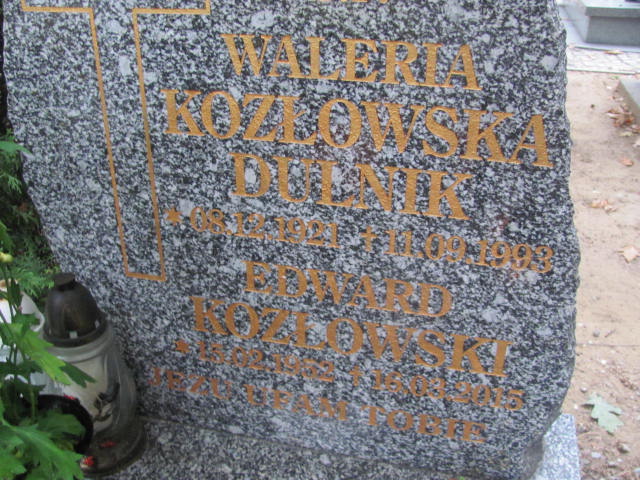 WALERIA
KOZŁOWSKA
DULNIK
* 08.12.1921 † 11.09.1993
EDWARD
KOZŁOWSKI
* 13.02.1952 † 16.03.2015
JEZU UFAM TOBIE